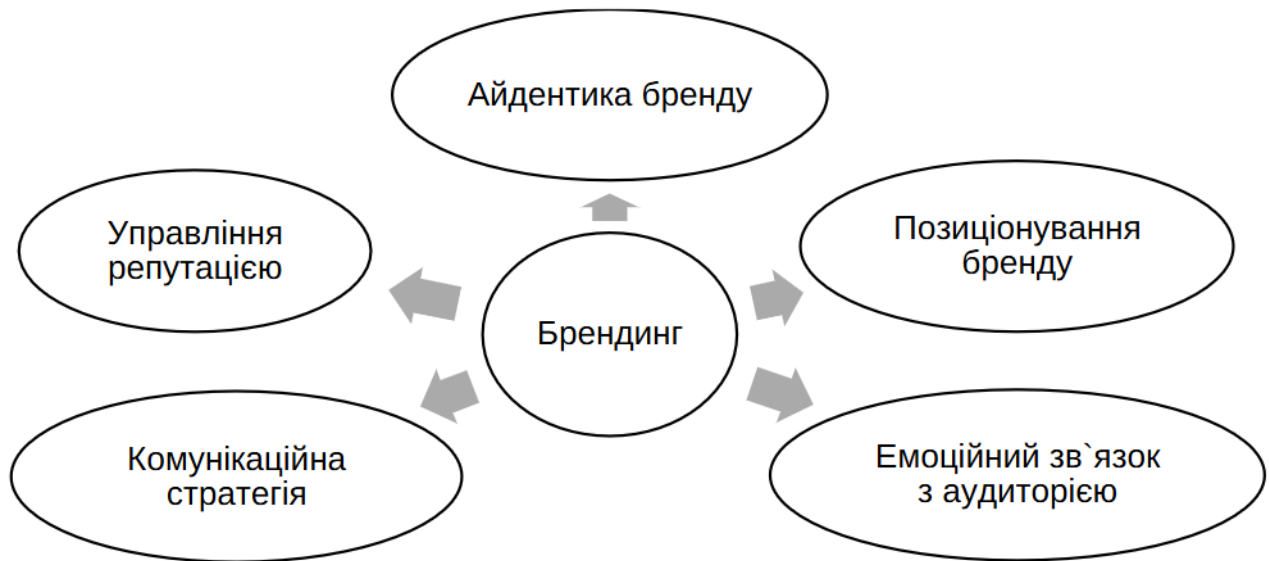 Айдентика бренду
Управління
репутацією
Позиціонування
бренду
Брендинг
Комунікаційна
стратегія
Емоційний зв`язок
з аудиторією